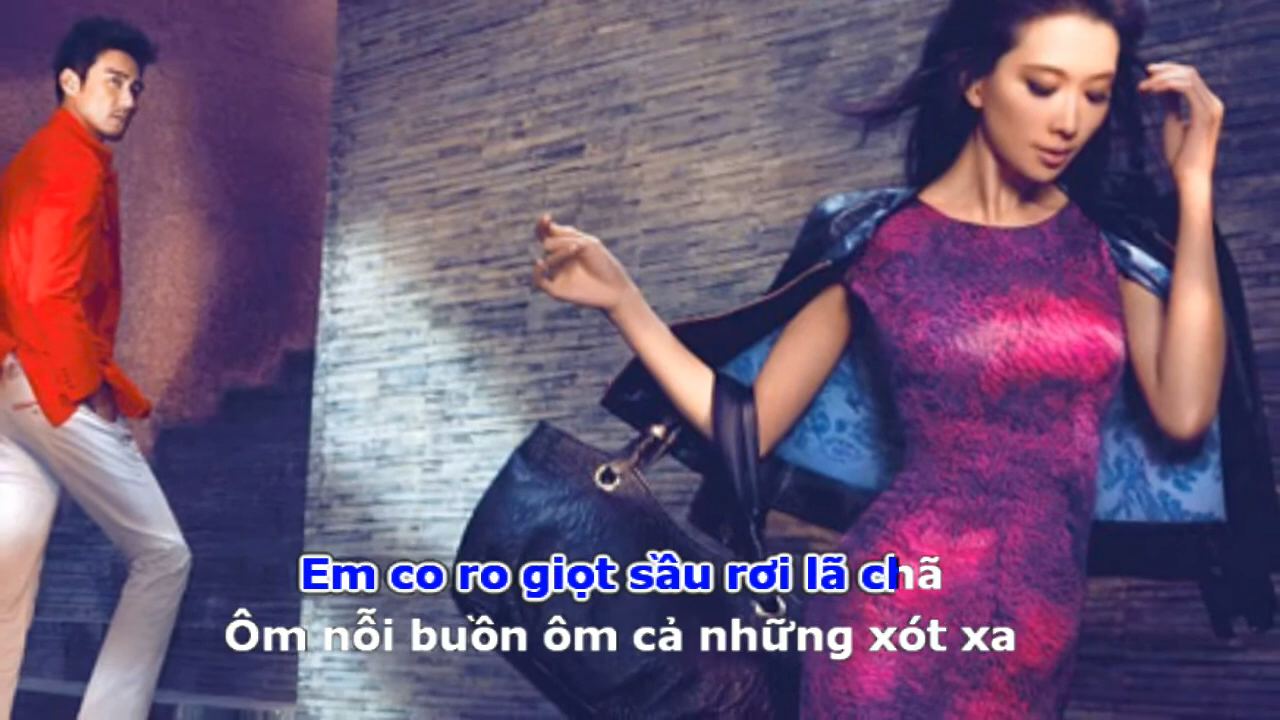 Em co ro giọt sầu rơi lã chã
Ôm nỗi buồn ôm cả những xót xa